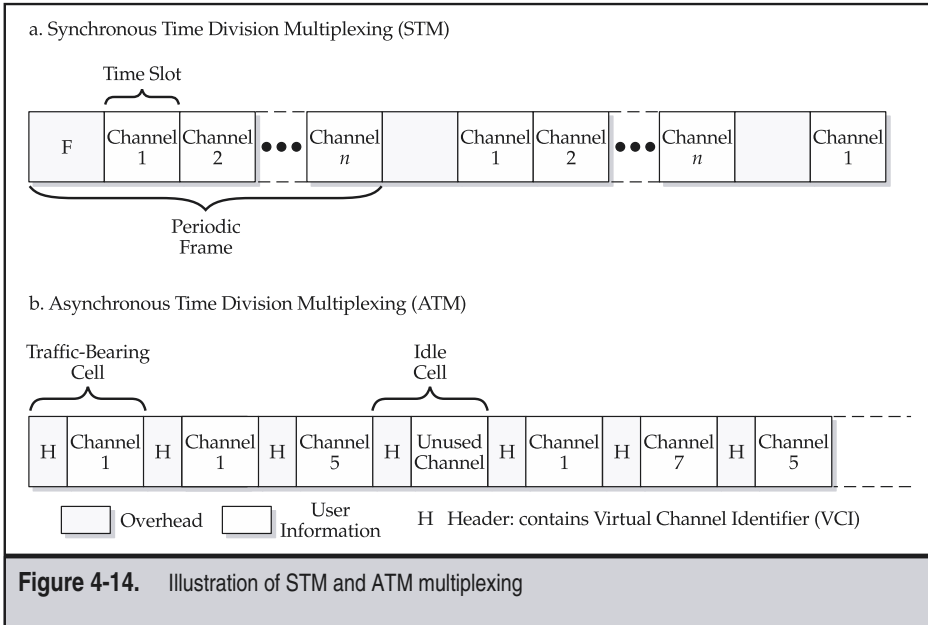 a. Synchronous Time Division Multiplexing (STM)
Time Slot
F
Channel
1
Channel
2
Channel
n
Channel
1
Channel
2
Channel
n
Channel
1
Periodic
Frame
b. Asynchronous Time Division Multiplexing (ATM)
Traffic-Bearing
Cell
Idle
Cell
H
Channel
1
H
Channel
1
H
Channel
5
H
Unused
Channel
H
Channel
1
H
Channel
7
H
Channel
5
Overhead
User
Information
H Header: contains Virtual Channel Identifier (VCI)
Figure 4-14. Illustration of STM and ATM multiplexing